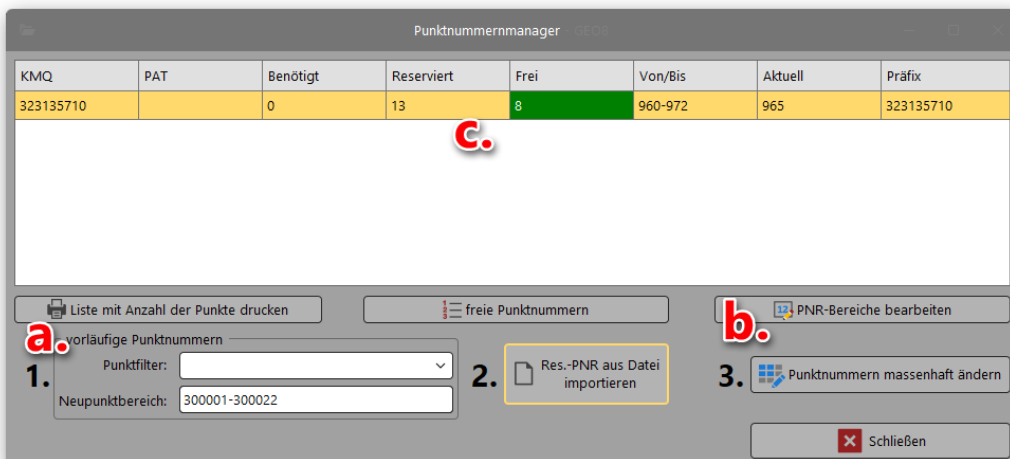 Punktnummernmanager - GEO8
KMQ PAT Benötigt Reserviert Frei Von/Bis Aktuell Präfix
323135710 0 13 8 960-972 965 323135710
c.
Liste mit Anzahl der Punkte drucken freie Punktnummern PNR-Bereiche bearbeiten
a. b.
vorläufige Punktnummern
1. Punktfilter: 2. Res.-PNR aus Datei importieren 3. Punktnummern massenhaft ändern
Neupunktbereich: 300001-300022
Schließen